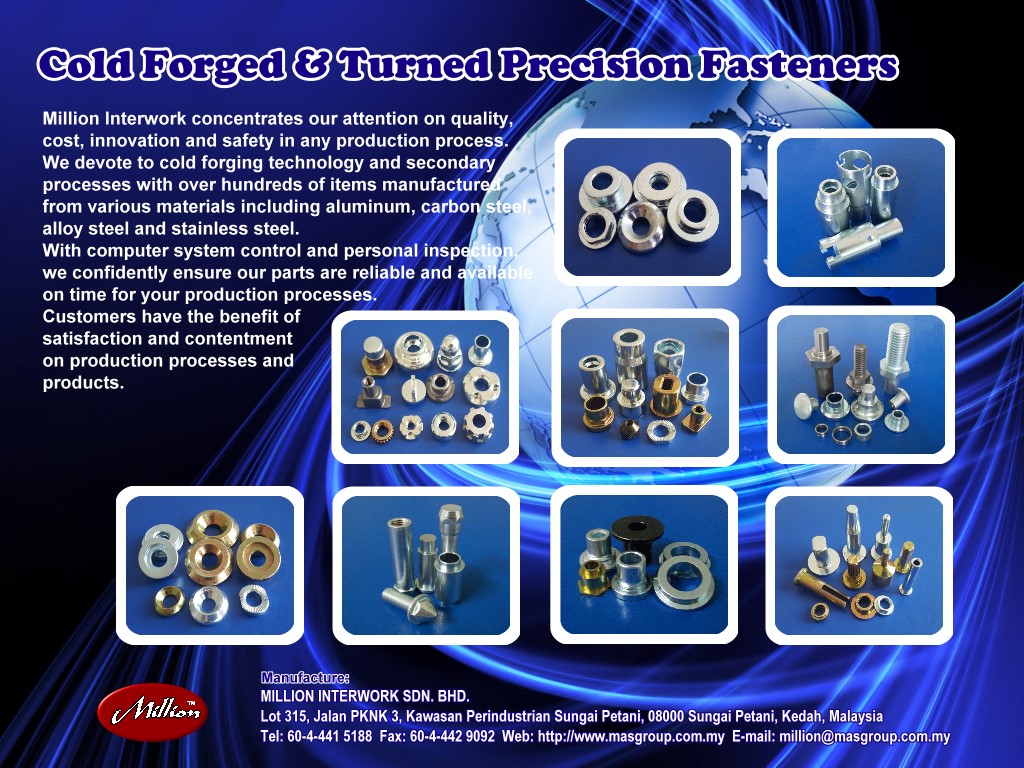 Cold Forged & Turned Precision Fasteners
Million Interwork concentrates our attention on quality,
cost, innovation and safety in any production process.
We devote to cold forging technology and secondary
processes with over hundreds of items manufactured
from various materials including aluminum, carbon steel,
alloy steel and stainless steel.
With computer system control and personal inspection,
we confidently ensure our parts are reliable and available
on time for your production processes.
Customers have the benefit of
satisfaction and contentment
on production processes and
products.
Manufacture:
MILLION INTERWORK SDN. BHD.
Lot 315, Jalan PKNK 3, Kawasan Perindustrian Sungai Petani, 08000 Sungai Petani, Kedah, Malaysia
Tel: 60-4-441 5188 Fax: 60-4-442 9092 Web: http://www.masgroup.com.my E-mail: million@masgroup.com.my
Million TM